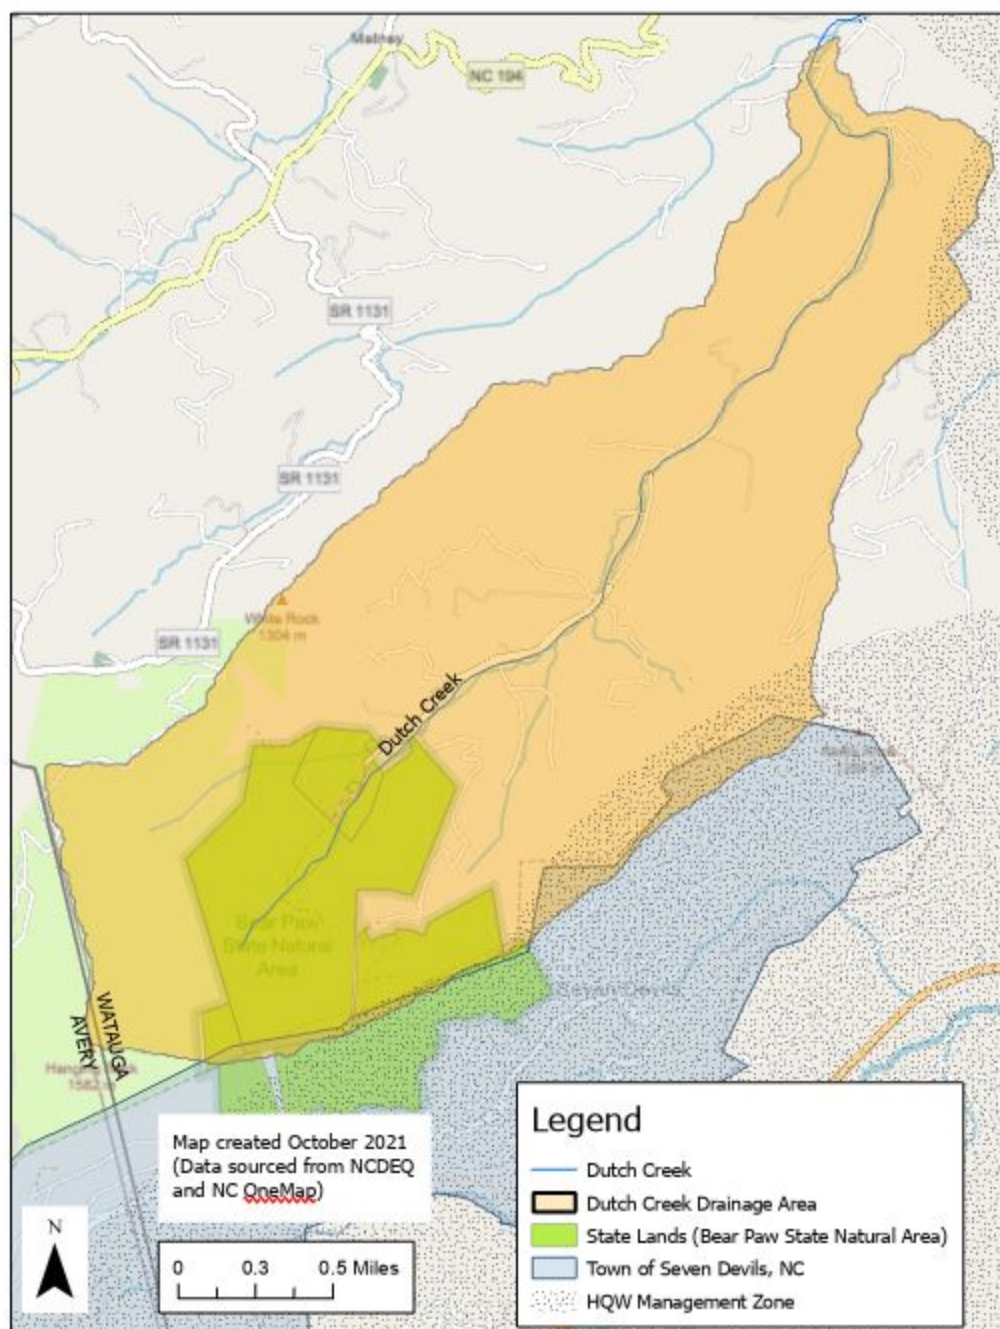 Matney
NC 194
SR 1131
SR 1131
White Rock
1304 m
SR 1131
Dutch Creek
Bear Paw
State Natural
Area
Seven Devils
WATAUGA
AVERY
1582 m
Map created October 2021
(Data sourced from NCDEQ
and NC OneMap)
N
0 0.3 0.5 Miles
Legend
Dutch Creek
Dutch Creek Drainage Area
State Lands (Bear Paw State Natural Area)
Town of Seven Devils, NC
HQW Management Zone